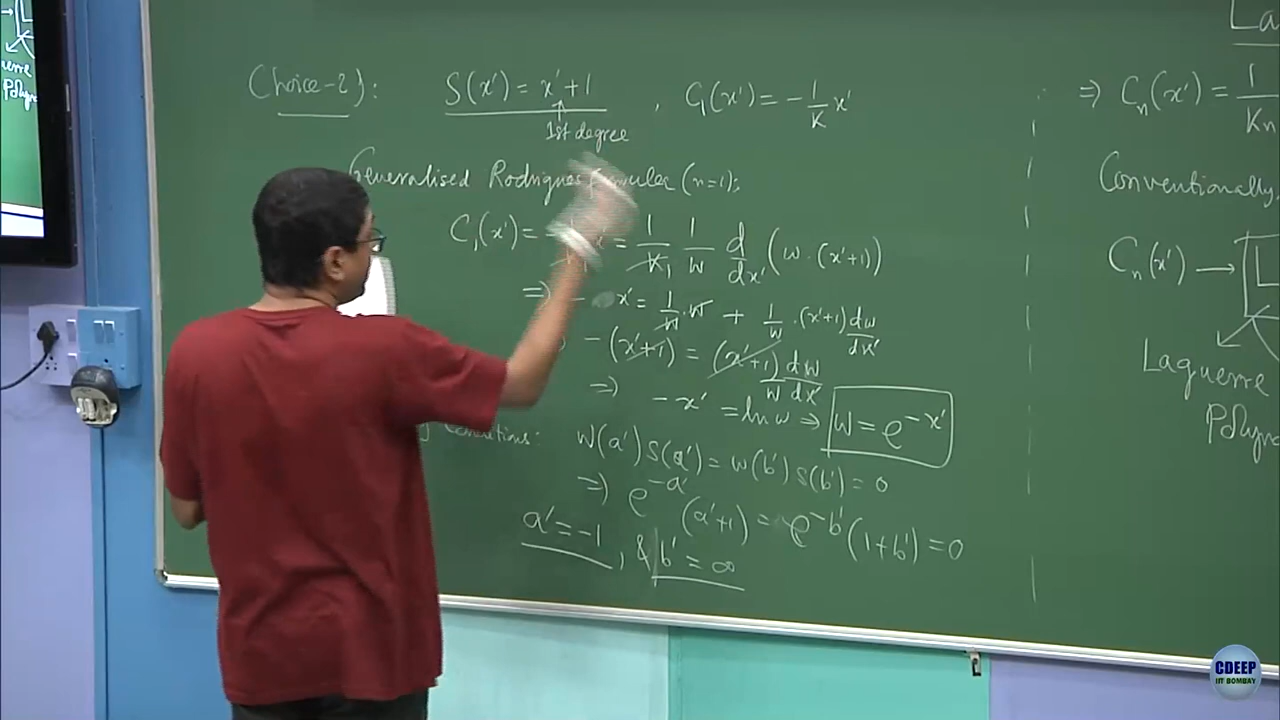 Choice-2): S(x') = x'+1 , C₁(x') = -1/K x'
1st degree
Generalised Rodrigues (n=1):
C₁(x') = = 1/K₁ 1/w d/dx' (w · (x'+1))
⇒ - x' = 1/w · w + 1/w · (x'+1) dw/dx'
-(x'+1) = (x'+1) dw/w dx'
⇒ -x' = ln w ⇒ w = e^{-x'}
Conditions: w(a') S(a') = w(b') S(b') = 0
⇒ e^{-a'} (a'+1) = e^{-b'} (1+b') = 0
a' = -1, & b' = ∞
La
⇒ Cₙ(x') = 1/Kn
Conventionally
Cₙ(x') →
Laguerre
Polyn
uerre
Polyn
CDEEP
IIT BOMBAY